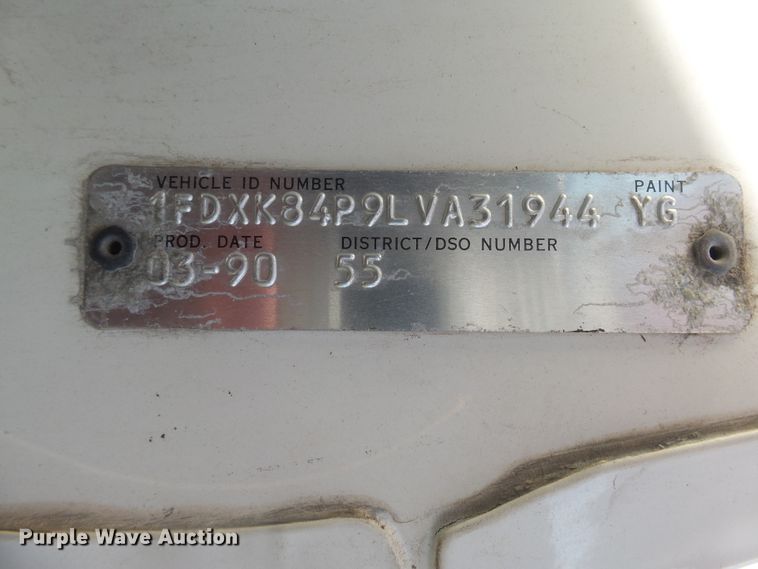 VEHICLE ID NUMBER PAINT
1FDXK84P9LVA31944 YG
PROD. DATE DISTRICT/DSO NUMBER
03-90 55
Purple Wave Auction